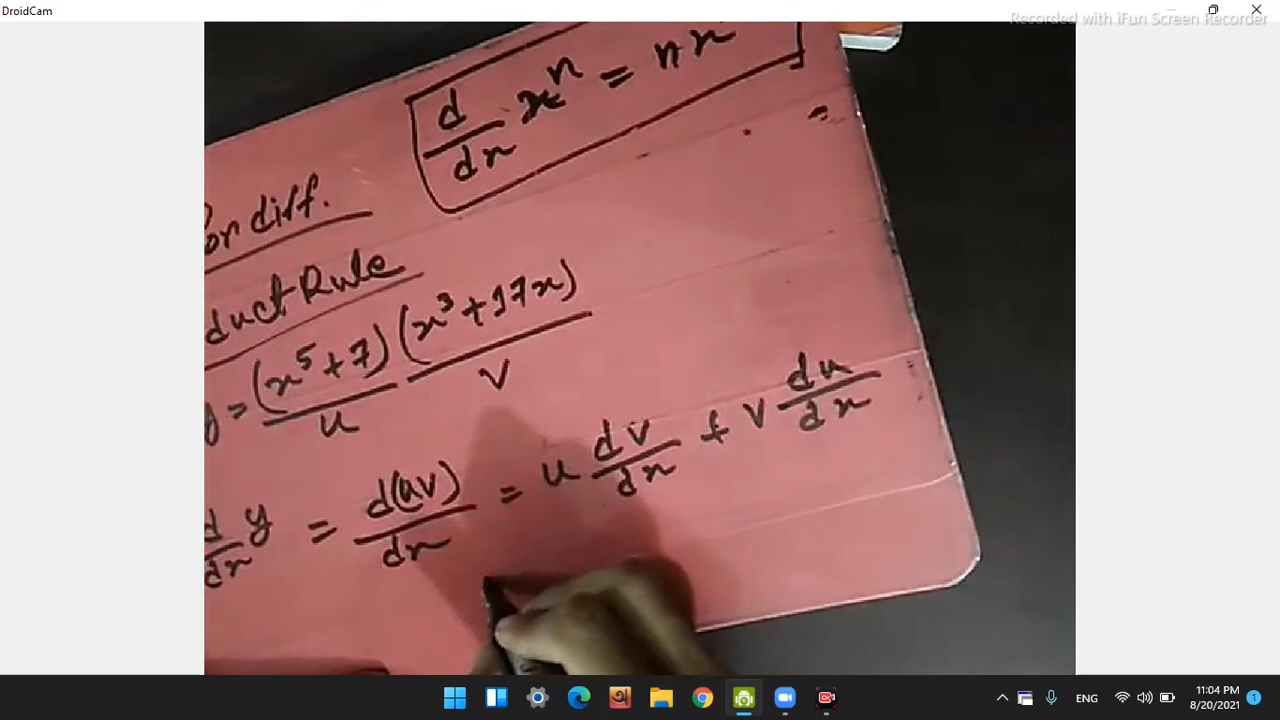 DroidCam
Recorded with iFun Screen Recorder
d/dx x^n = nx
or diff.
duct Rule
y = (x^5+7) (x^3+17x)
u v
d/dx y = d(uv)/dx = u dv/dx + v du/dx
ENG
11:04 PM
8/20/2021
1